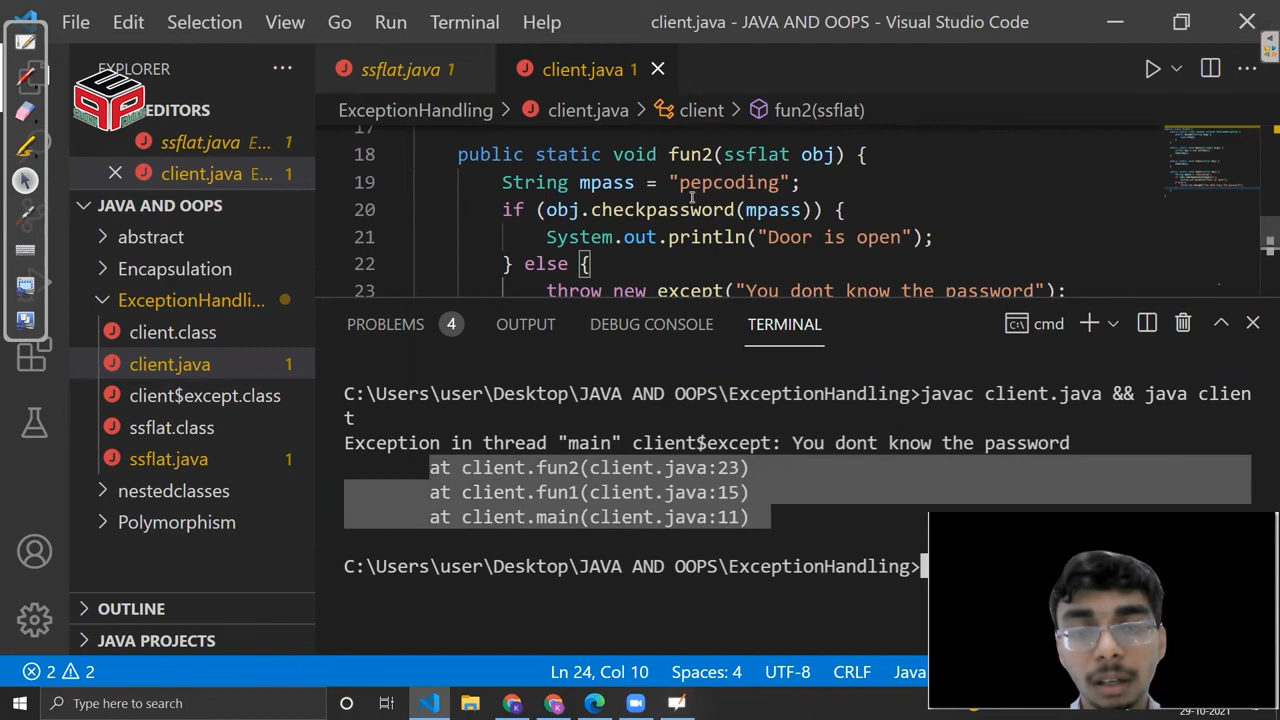 File Edit Selection View Go Run Terminal Help client.java - JAVA AND OOPS - Visual Studio Code
EXPLORER
ssflat.java 1 client.java 1
EDITORS
ssflat.java E... 1
client.java E... 1
JAVA AND OOPS
abstract
Encapsulation
ExceptionHandli...
client.class
client.java 1
client$except.class
ssflat.class
ssflat.java 1
nestedclasses
Polymorphism
OUTLINE
JAVA PROJECTS
ExceptionHandling > client.java > client > fun2(ssflat)
17
18 public static void fun2(ssflat obj) {
19 String mpass = "pepcoding";
20 if (obj.checkpassword(mpass)) {
21 System.out.println("Door is open");
22 } else {
23 throw new except("You dont know the password");
PROBLEMS 4 OUTPUT DEBUG CONSOLE TERMINAL cmd
C:\Users\user\Desktop\JAVA AND OOPS\ExceptionHandling>javac client.java && java clien
t
Exception in thread "main" client$except: You dont know the password
at client.fun2(client.java:23)
at client.fun1(client.java:15)
at client.main(client.java:11)
C:\Users\user\Desktop\JAVA AND OOPS\ExceptionHandling>
2 2 Ln 24, Col 10 Spaces: 4 UTF-8 CRLF Java
Type here to search
29-10-2021